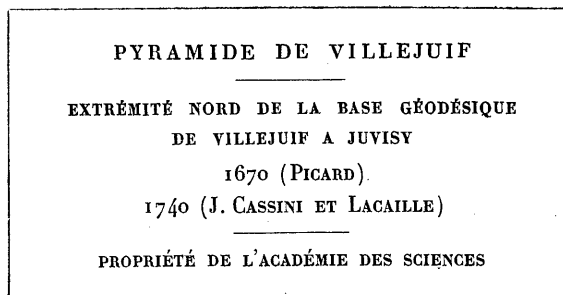 PYRAMIDE DE VILLEJUIF
EXTRÉMITÉ NORD DE LA BASE GÉODÉSIQUE
DE VILLEJUIF A JUVISY
1670 (PICARD)
1740 (J. CASSINI ET LACAILLE)
PROPRIÉTÉ DE L'ACADÉMIE DES SCIENCES